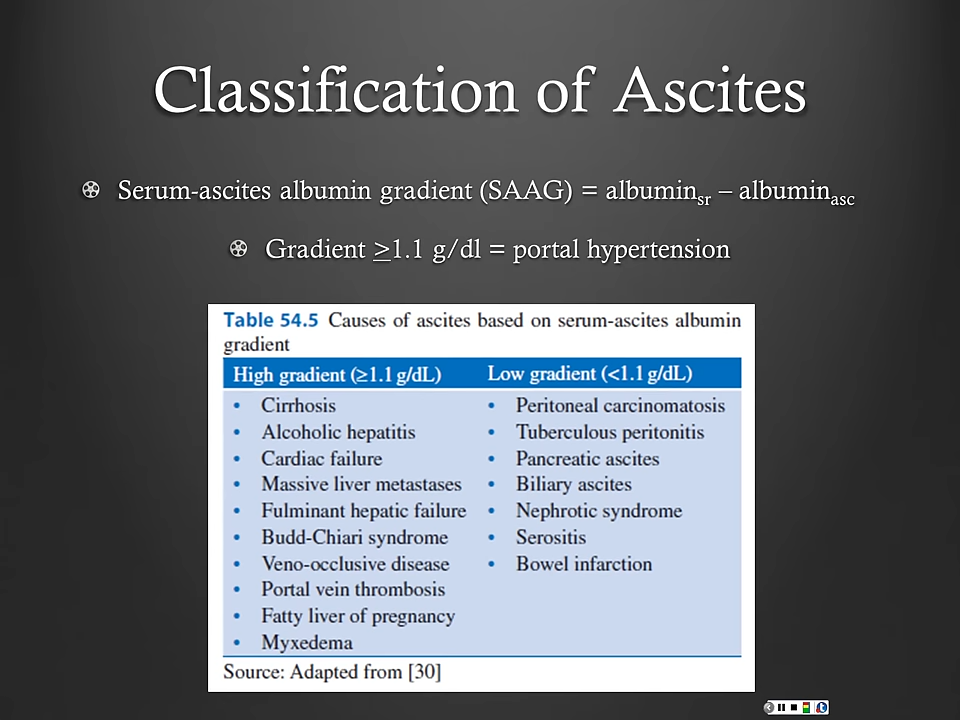 Classification of Ascites
Serum-ascites albumin gradient (SAAG) = albuminsr – albuminasc
Gradient ≥1.1 g/dl = portal hypertension
Table 54.5 Causes of ascites based on serum-ascites albumin
gradient
High gradient (≥1.1 g/dL) Low gradient (<1.1 g/dL)
• Cirrhosis • Peritoneal carcinomatosis
• Alcoholic hepatitis • Tuberculous peritonitis
• Cardiac failure • Pancreatic ascites
• Massive liver metastases • Biliary ascites
• Fulminant hepatic failure • Nephrotic syndrome
• Budd-Chiari syndrome • Serositis
• Veno-occlusive disease • Bowel infarction
• Portal vein thrombosis
• Fatty liver of pregnancy
• Myxedema
Source: Adapted from [30]